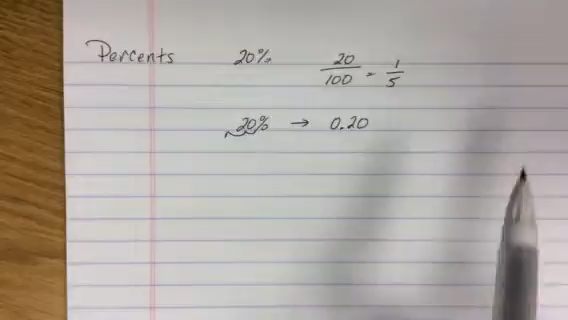 Percents 20% 20/100 = 1/5
20% → 0.20